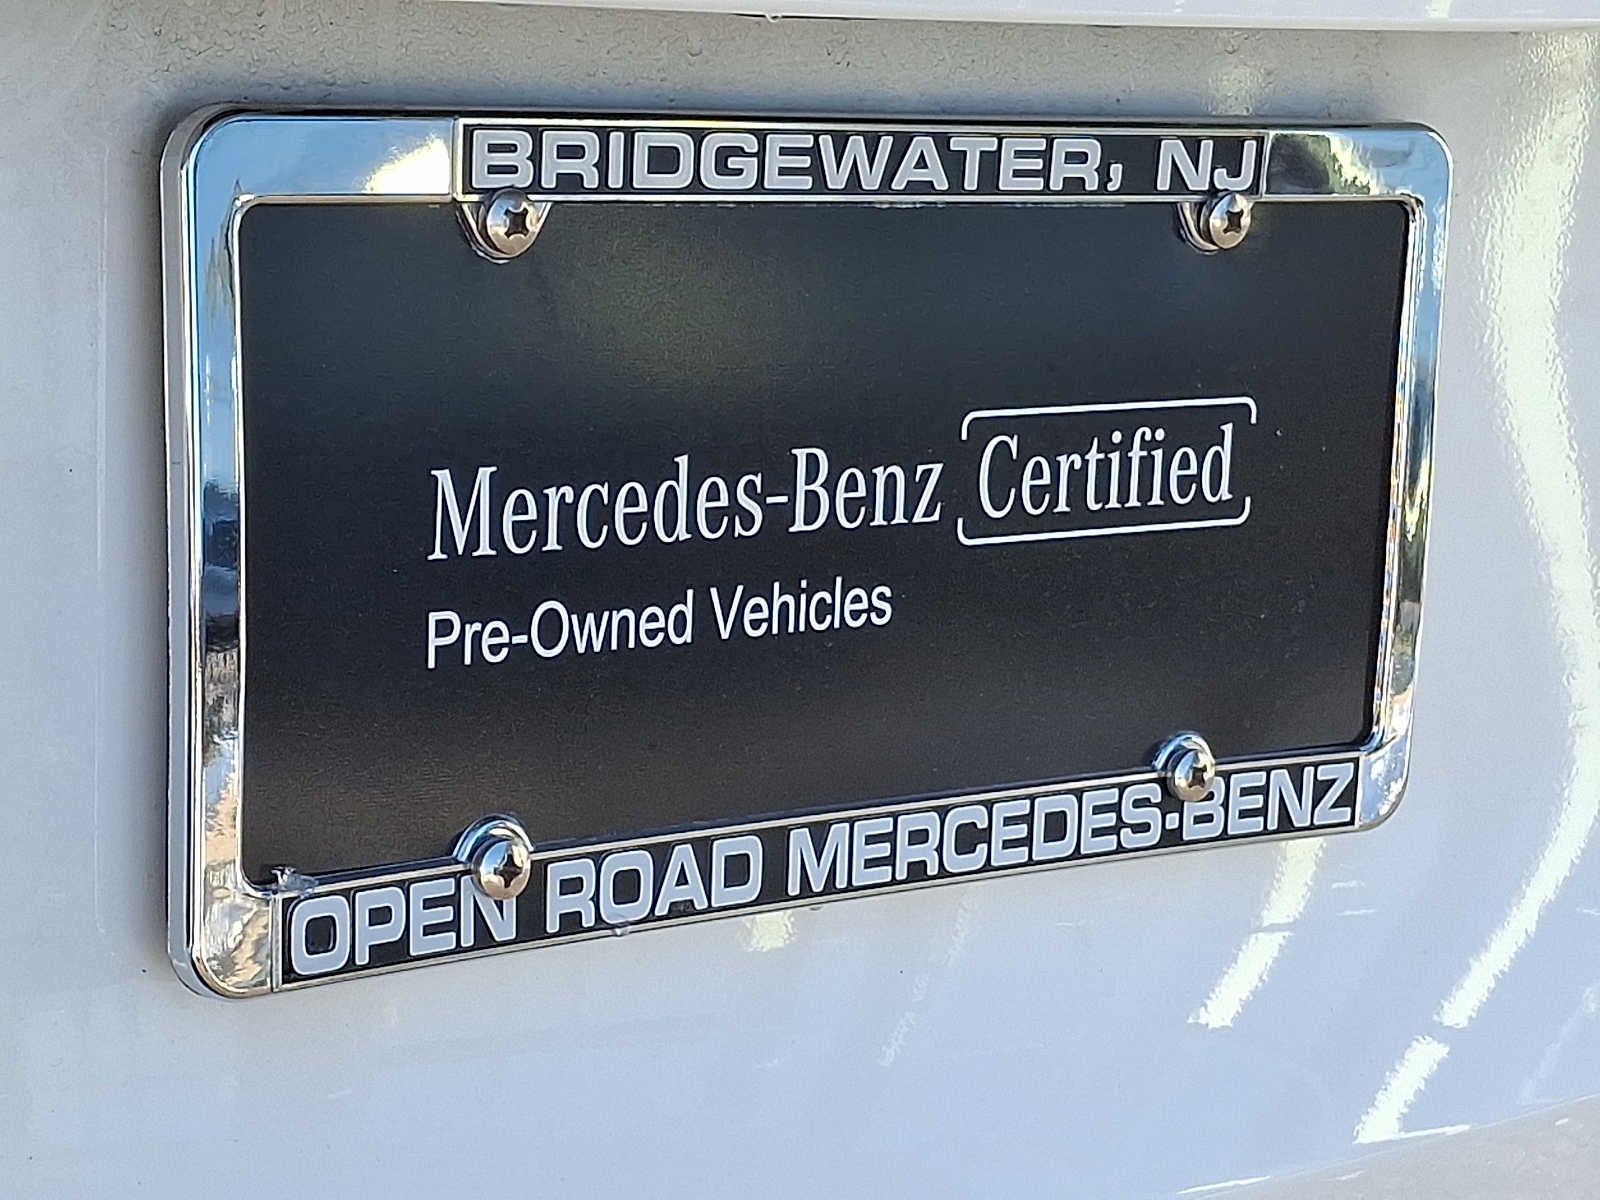 BRIDGEWATER, NJ
Mercedes-Benz Certified
Pre-Owned Vehicles
OPEN ROAD MERCEDES-BENZ